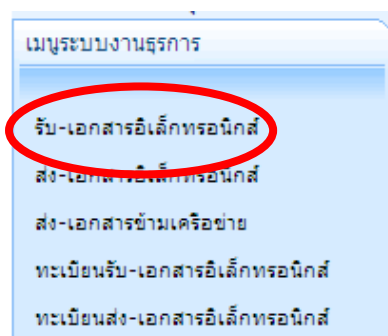 เมนูระบบงานธุรการ
รับ-เอกสารอิเล็กทรอนิกส์
ส่ง-เอกสารอิเล็กทรอนิกส์
ส่ง-เอกสารข้ามเครือข่าย
ทะเบียนรับ-เอกสารอิเล็กทรอนิกส์
ทะเบียนส่ง-เอกสารอิเล็กทรอนิกส์